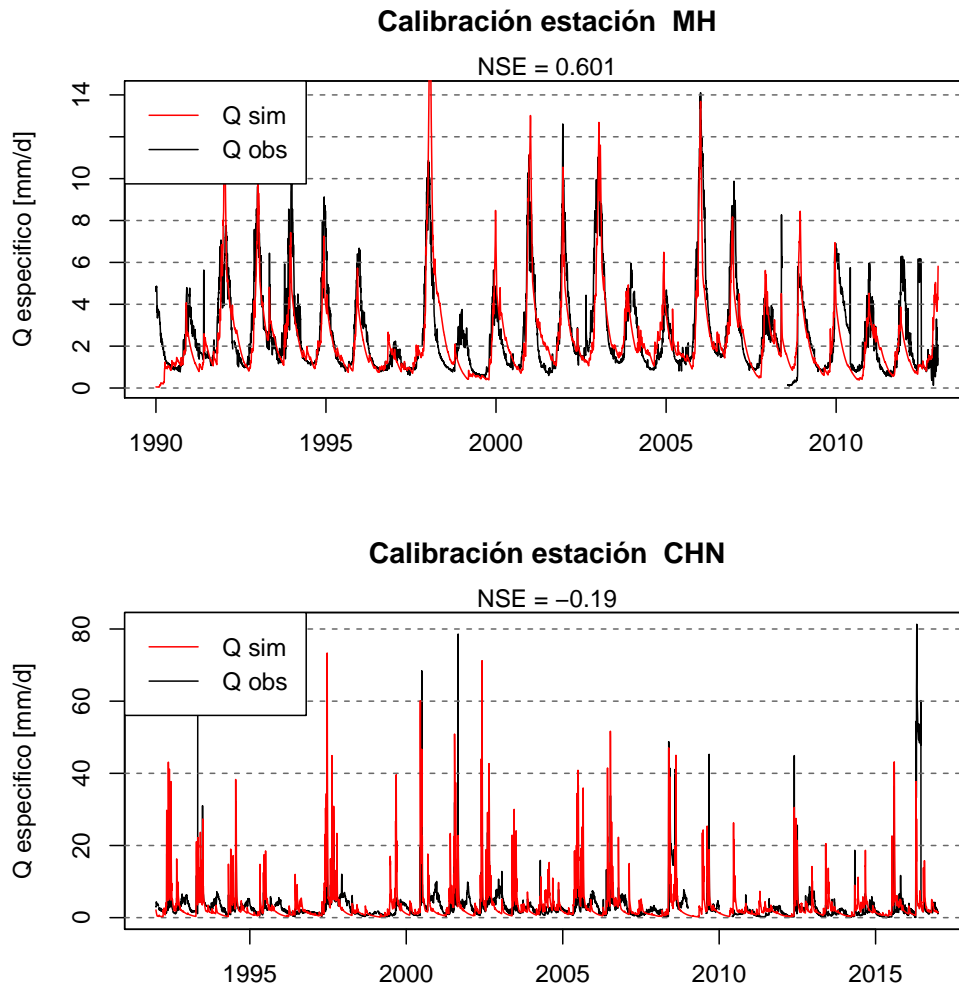 Calibración estación  MH
NSE = 0.601
Q sim
Q obs
Q especifico [mm/d]
0 2 4 6 8 10 14
1990 1995 2000 2005 2010
Calibración estación  CHN
NSE = −0.19
Q sim
Q obs
Q especifico [mm/d]
0 20 40 60 80
1995 2000 2005 2010 2015